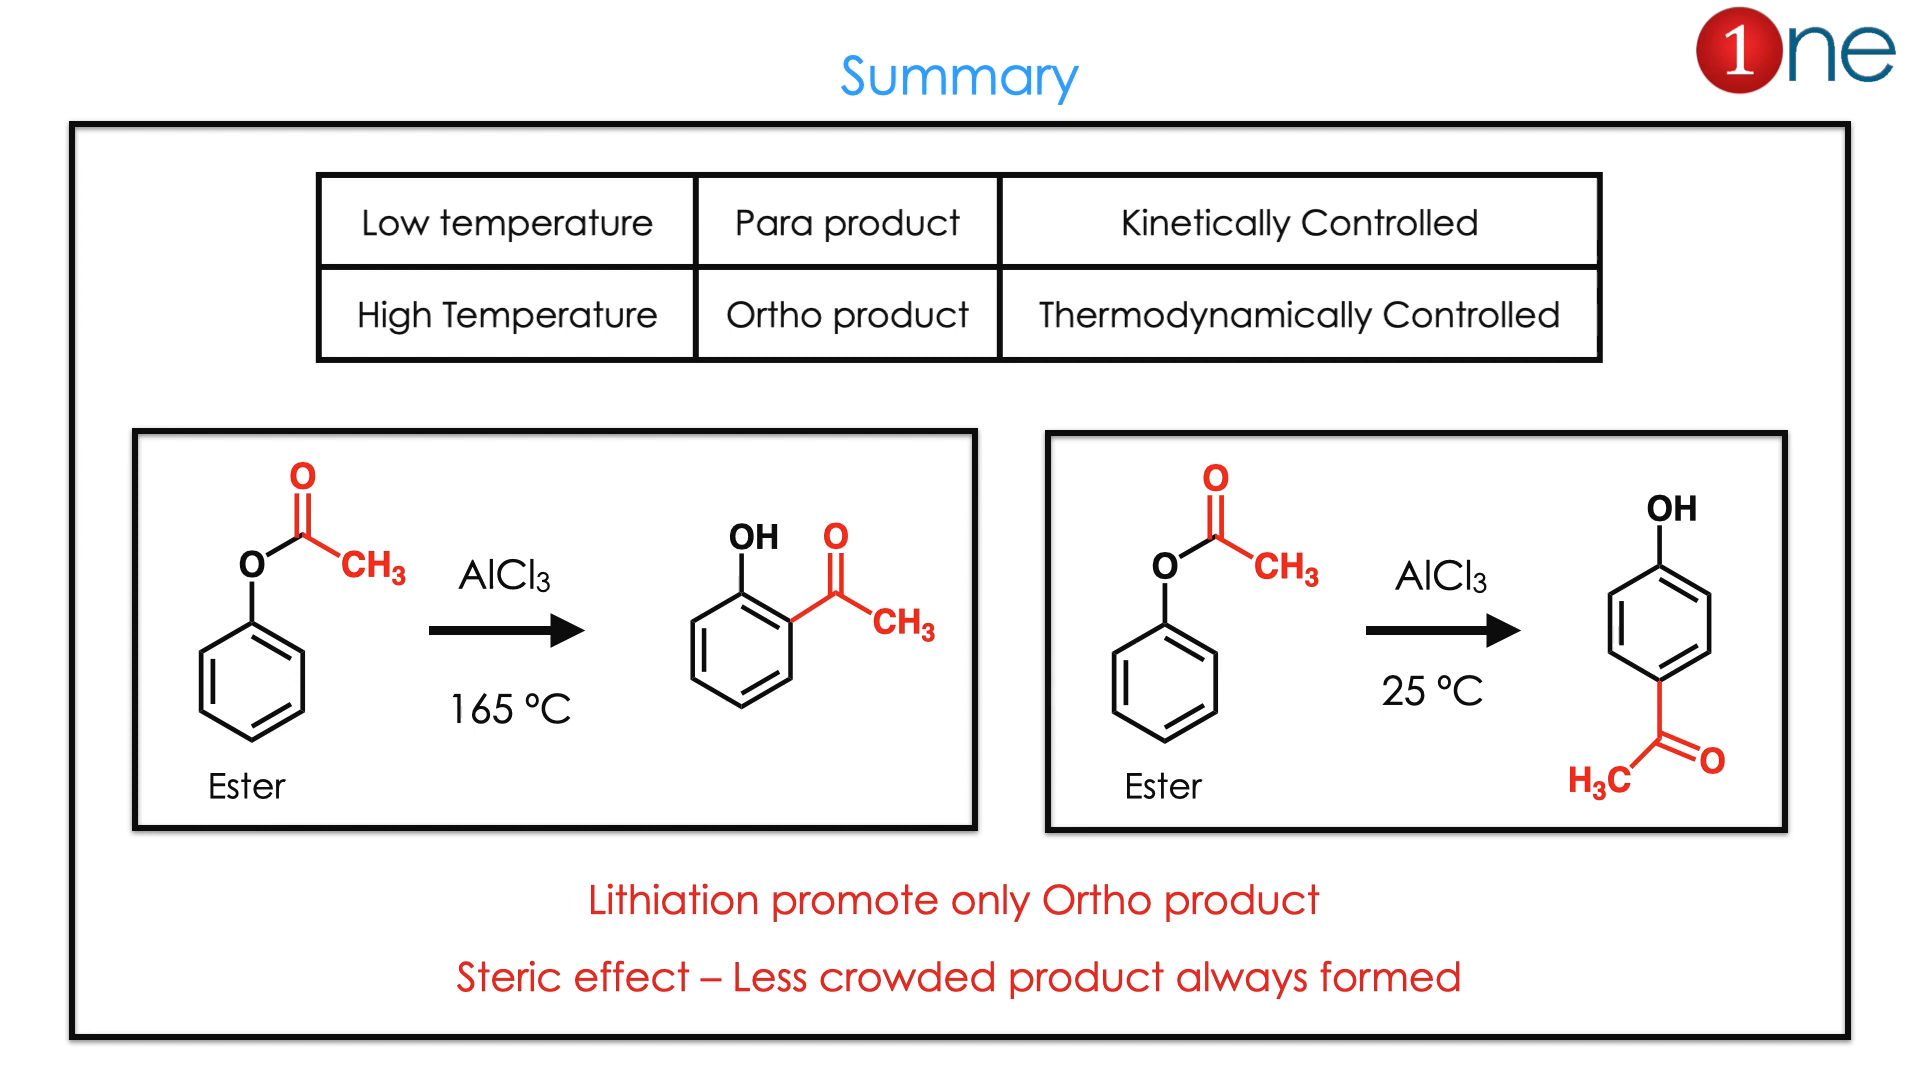 1ne
Summary
Low temperature Para product Kinetically Controlled
High Temperature Ortho product Thermodynamically Controlled
O
O CH₃
AlCl₃
165 ºC
Ester
OH O
CH₃
O
O CH₃
AlCl₃
25 ºC
Ester
OH
O
H₃C
Lithiation promote only Ortho product
Steric effect – Less crowded product always formed